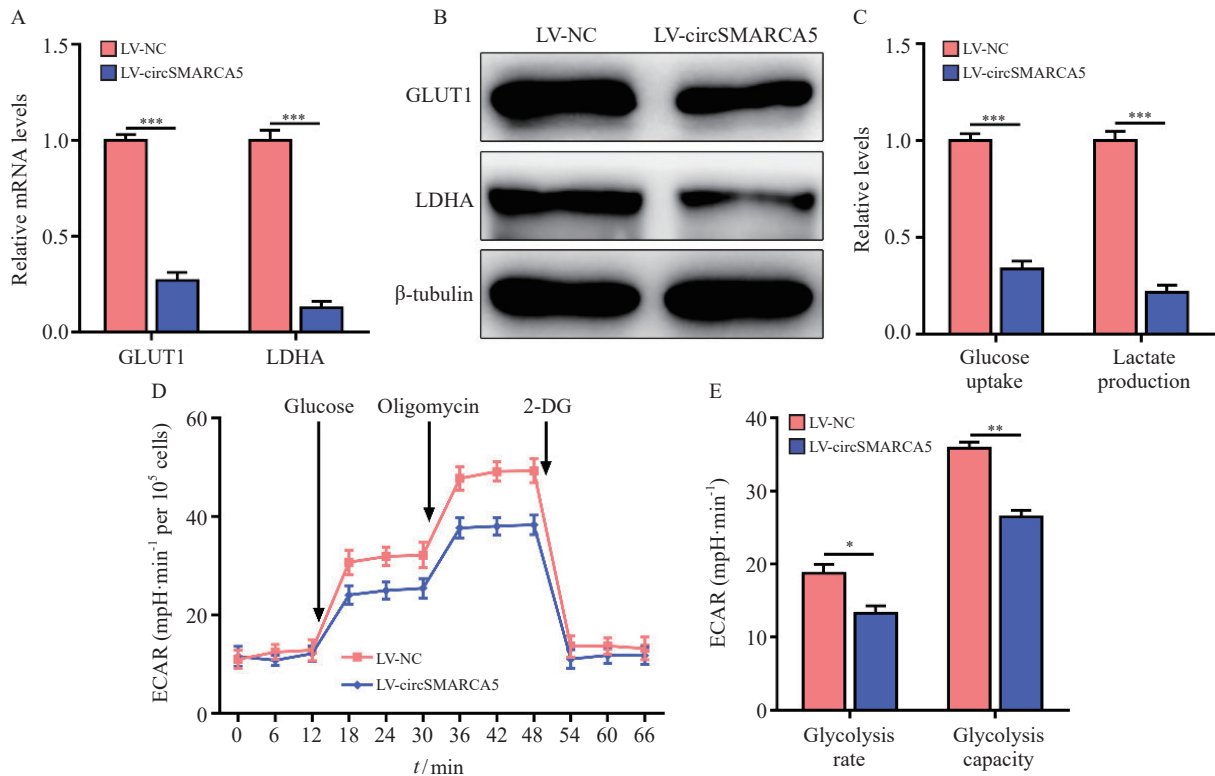 A
1.5
LV-NC
LV-circSMARCA5
***
***
1.0
0.5
0.0
Relative mRNA levels
GLUT1
LDHA
B
LV-NC
LV-circSMARCA5
GLUT1
LDHA
β-tubulin
C
1.5
LV-NC
LV-circSMARCA5
***
***
1.0
0.5
0.0
Relative levels
Glucose
uptake
Lactate
production
D
Glucose
Oligomycin
2-DG
60
40
20
0
ECAR (mpH·min⁻¹ per 10⁵ cells)
LV-NC
LV-circSMARCA5
0 6 12 18 24 30 36 42 48 54 60 66
t/min
E
LV-NC
LV-circSMARCA5
*
**
40
30
20
10
0
ECAR (mpH·min⁻¹)
Glycolysis
rate
Glycolysis
capacity